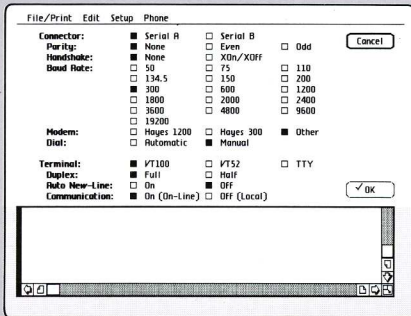 File/Print Edit Setup Phone
Connector: Serial A Serial B
Parity: None Even Odd
Handshake: None XOn/XOff
Baud Rate: 50 75 110
134.5 150 200
300 600 1200
1800 2000 2400
3600 4800 9600
19200
Modem: Hayes 1200 Hayes 300 Other
Dial: Automatic Manual
Terminal: VT100 VT52 TTY
Duplex: Full Half
Auto New-Line: On Off
Communication: On (On-Line) Off (Local)
Cancel
OK